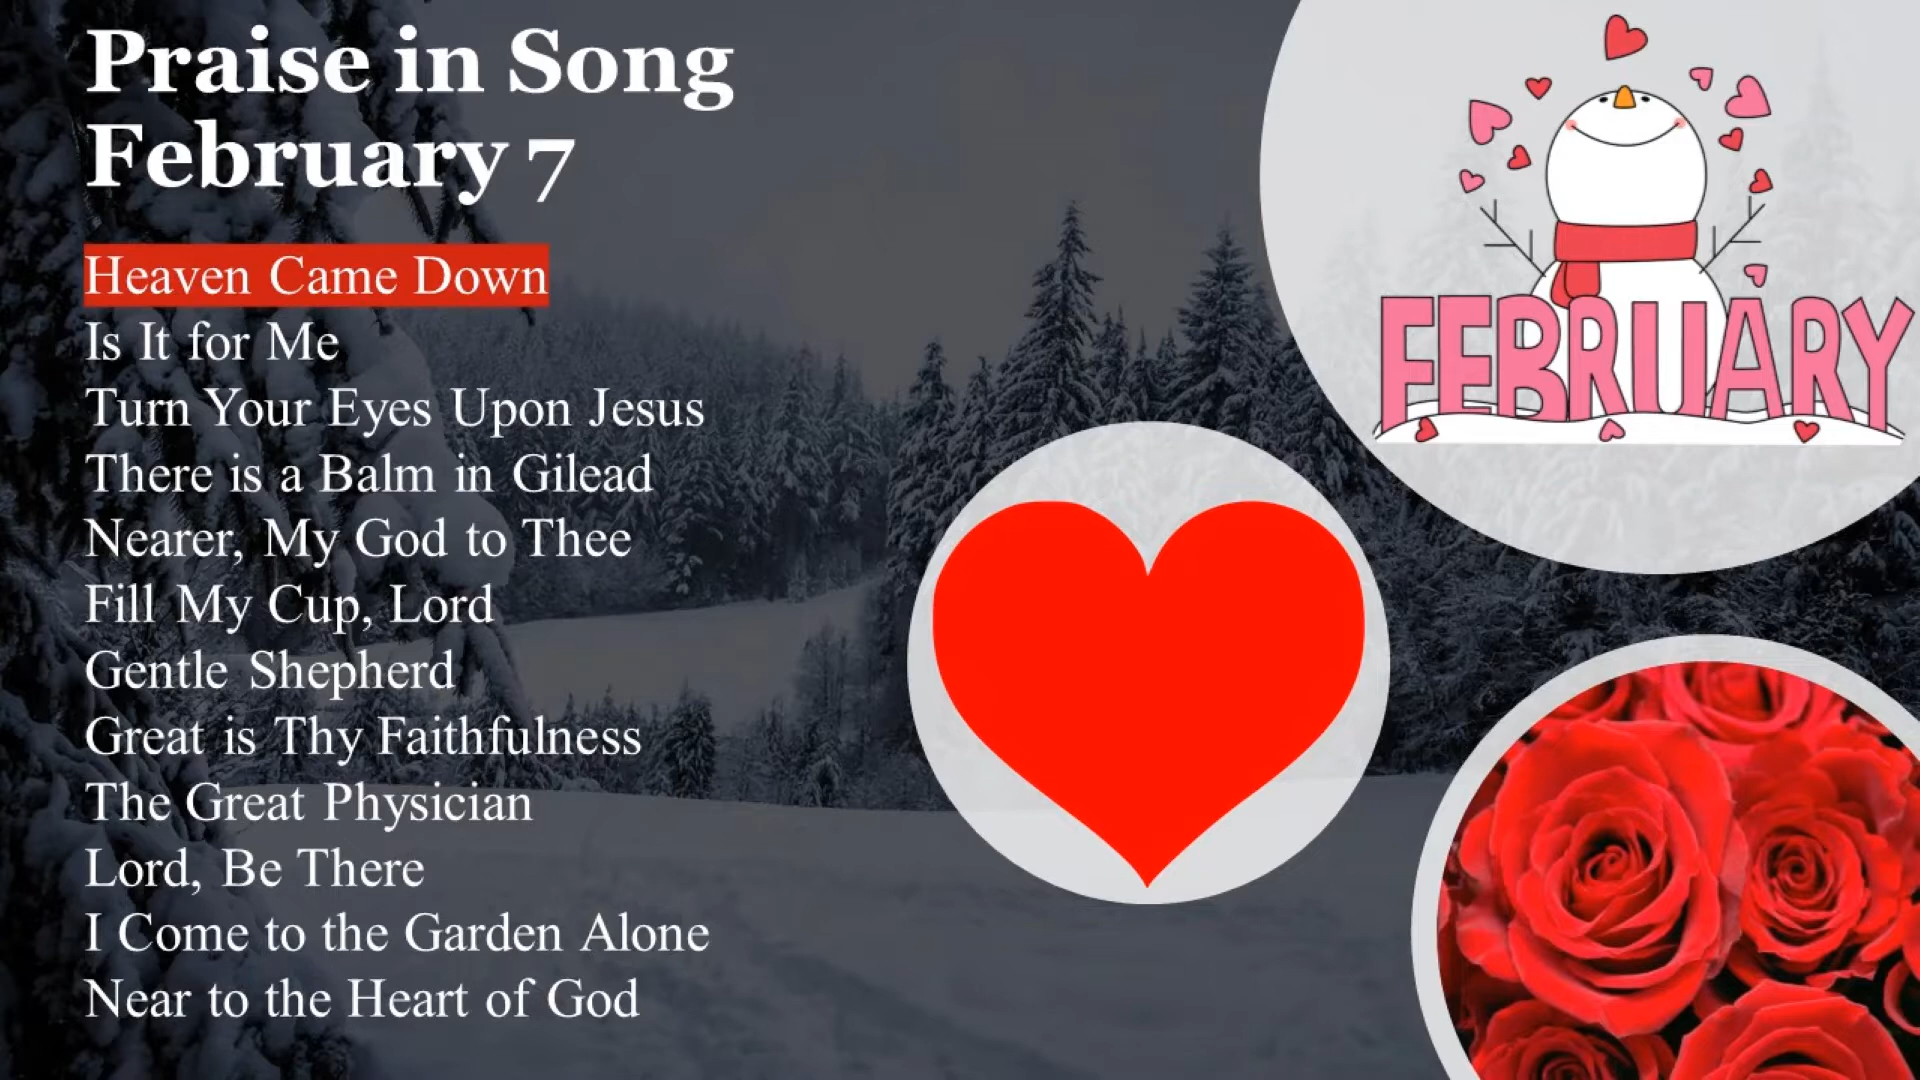 Praise in Song
February 7
Heaven Came Down
Is It for Me
Turn Your Eyes Upon Jesus
There is a Balm in Gilead
Nearer, My God to Thee
Fill My Cup, Lord
Gentle Shepherd
Great is Thy Faithfulness
The Great Physician
Lord, Be There
I Come to the Garden Alone
Near to the Heart of God
FEBRUARY